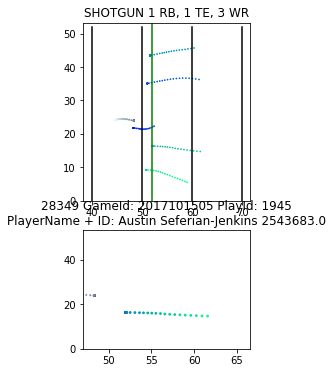 SHOTGUN 1 RB, 1 TE, 3 WR
50
40
30
20
10
0
40 50 60 70
28349 GameId: 2017101505 PlayId: 1945
PlayerName + ID: Austin Seferian-Jenkins 2543683.0
40
20
0
50 55 60 65